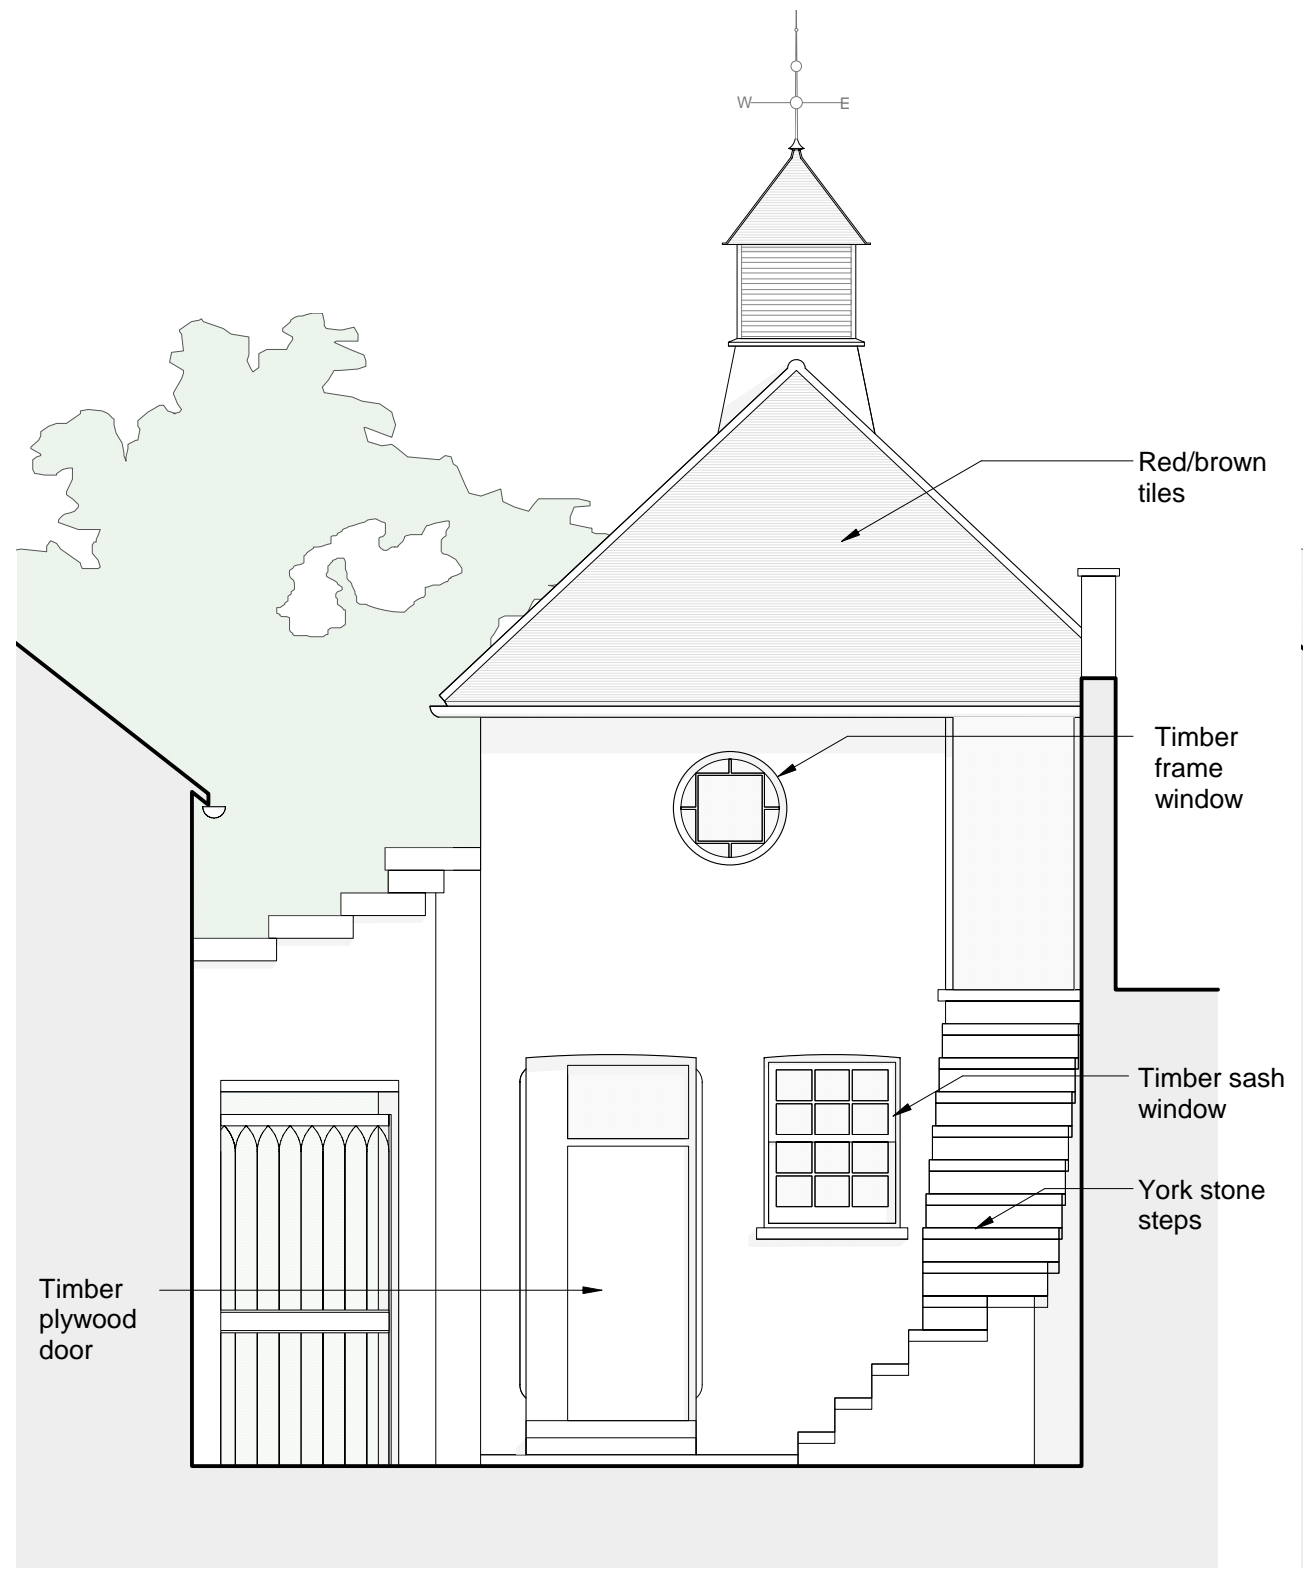 W E
Red/brown
tiles
Timber
frame
window
Timber sash
window
York stone
steps
Timber
plywood
door